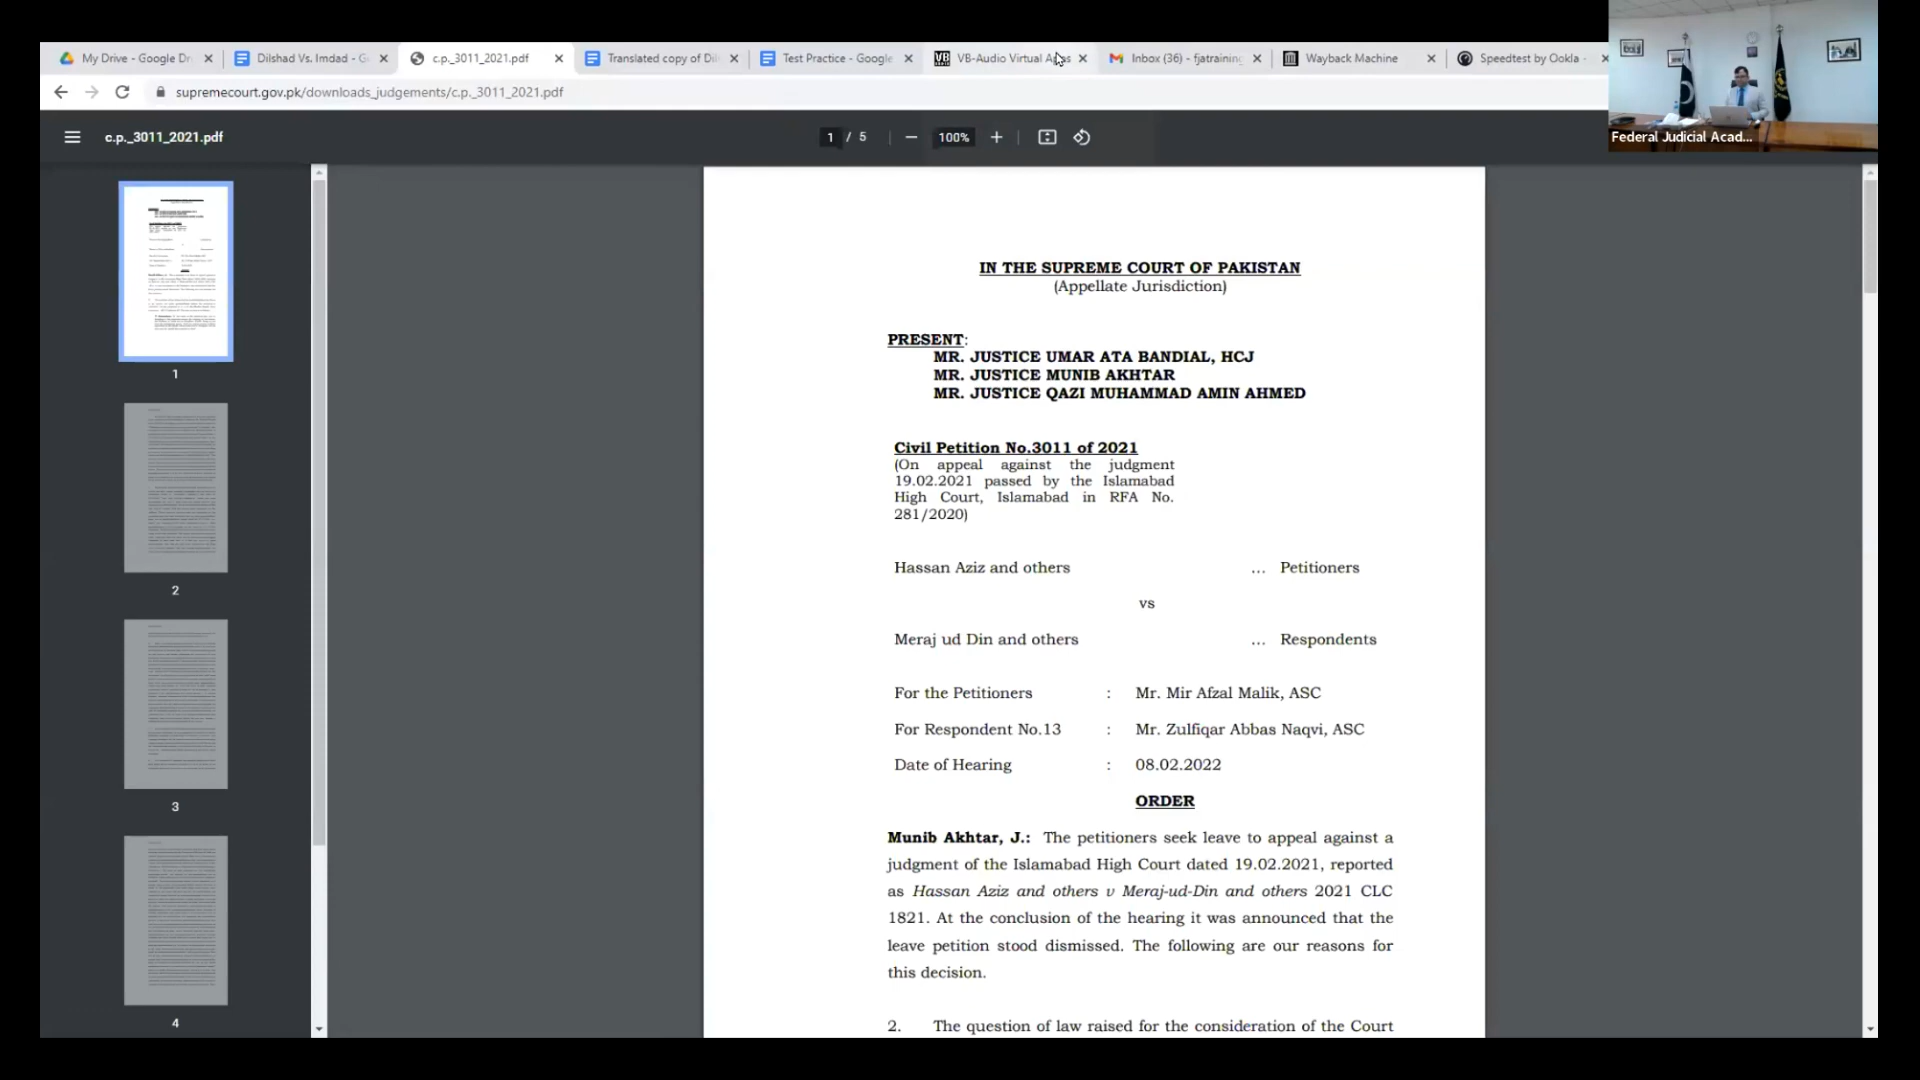 My Drive - Google Dr
Dilshad Vs. Imdad - G
c.p._3011_2021.pdf
Translated copy of Dil
Test Practice - Google
VB-Audio Virtual Apps
Inbox (36) - fjatraining
Wayback Machine
Speedtest by Ookla -
supremecourt.gov.pk/downloads_judgements/c.p._3011_2021.pdf
Federal Judicial Acad...
c.p._3011_2021.pdf
1 / 5
100%
1
2
3
4
IN THE SUPREME COURT OF PAKISTAN
(Appellate Jurisdiction)
PRESENT:
MR. JUSTICE UMAR ATA BANDIAL, HCJ
MR. JUSTICE MUNIB AKHTAR
MR. JUSTICE QAZI MUHAMMAD AMIN AHMED
Civil Petition No.3011 of 2021
(On appeal against the judgment
19.02.2021 passed by the Islamabad
High Court, Islamabad in RFA No.
281/2020)
Hassan Aziz and others ... Petitioners
vs
Meraj ud Din and others ... Respondents
For the Petitioners : Mr. Mir Afzal Malik, ASC
For Respondent No.13 : Mr. Zulfiqar Abbas Naqvi, ASC
Date of Hearing : 08.02.2022
ORDER
Munib Akhtar, J.: The petitioners seek leave to appeal against a
judgment of the Islamabad High Court dated 19.02.2021, reported
as Hassan Aziz and others v Meraj-ud-Din and others 2021 CLC
1821. At the conclusion of the hearing it was announced that the
leave petition stood dismissed. The following are our reasons for
this decision.
2. The question of law raised for the consideration of the Court